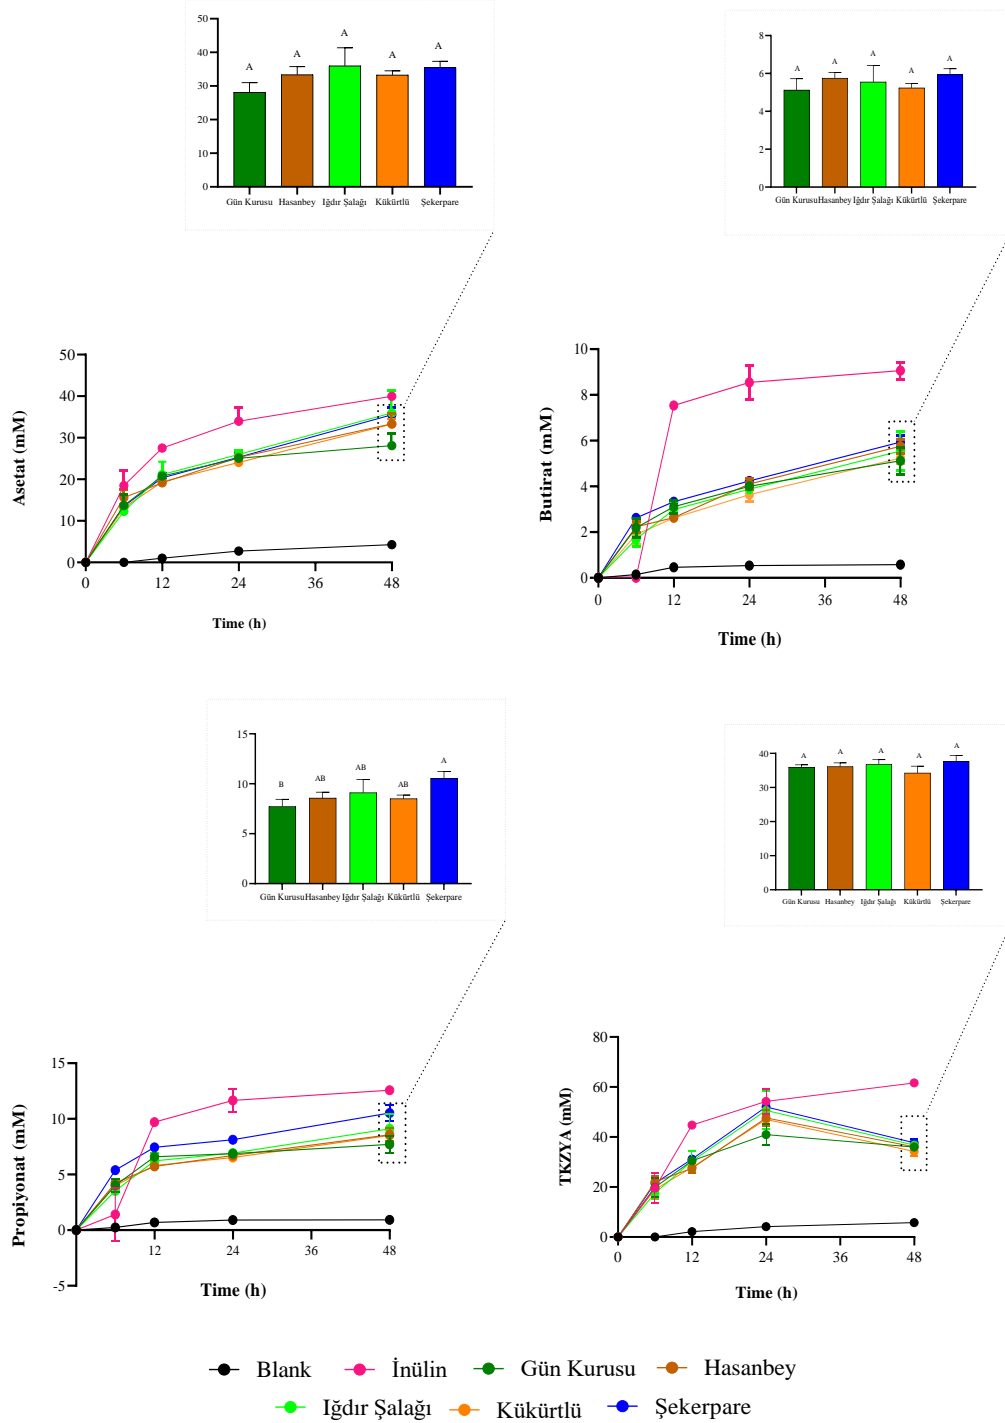 50
40
30
20
10
0
A
A
A
A
A
Gün Kurusu Hasanbey Iğdır Şalağı Kükürtlü Şekerpare
8
6
4
2
0
A
A
A
A
A
Gün Kurusu Hasanbey Iğdır Şalağı Kükürtlü Şekerpare
Asetat (mM)
50
40
30
20
10
0
0 12 24 36 48
Time (h)
Butirat (mM)
10
8
6
4
2
0
0 12 24 36 48
Time (h)
15
10
5
0
B
AB
AB
AB
A
Gün Kurusu Hasanbey Iğdır Şalağı Kükürtlü Şekerpare
40
30
20
10
0
A
A
A
A
A
Gün Kurusu Hasanbey Iğdır Şalağı Kükürtlü Şekerpare
Propiyonat (mM)
15
10
5
0
-5
12 24 36 48
Time (h)
TKZYA (mM)
80
60
40
20
0
0 12 24 36 48
Time (h)
Blank İnülin Gün Kurusu Hasanbey
Iğdır Şalağı Kükürtlü Şekerpare